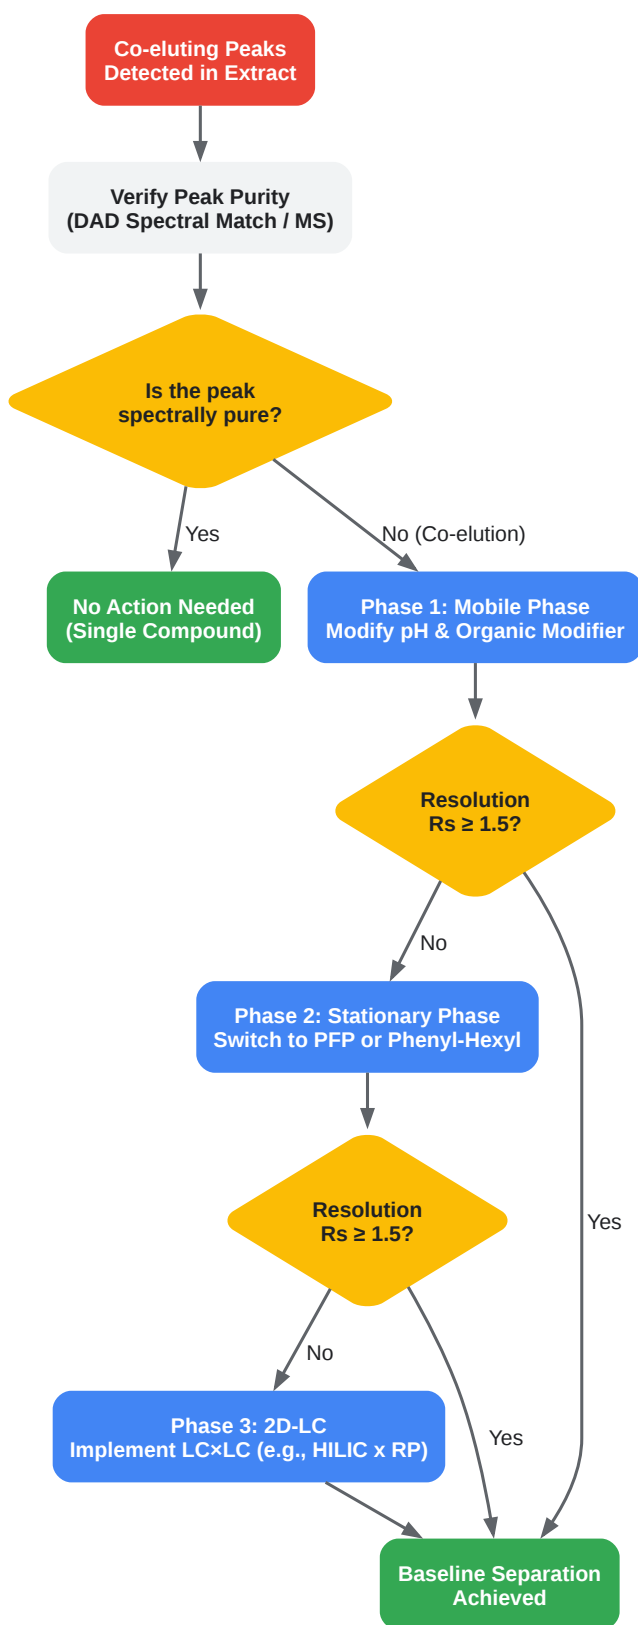 Co-eluting Peaks
Detected in Extract
Verify Peak Purity
(DAD Spectral Match / MS)
Is the peak
spectrally pure?
Yes
No (Co-elution)
No Action Needed
(Single Compound)
Phase 1: Mobile Phase
Modify pH & Organic Modifier
Resolution
Rs ≥ 1.5?
No
Phase 2: Stationary Phase
Switch to PFP or Phenyl-Hexyl
Resolution
Rs ≥ 1.5?
Yes
No
Phase 3: 2D-LC
Implement LC×LC (e.g., HILIC x RP)
Yes
Baseline Separation
Achieved